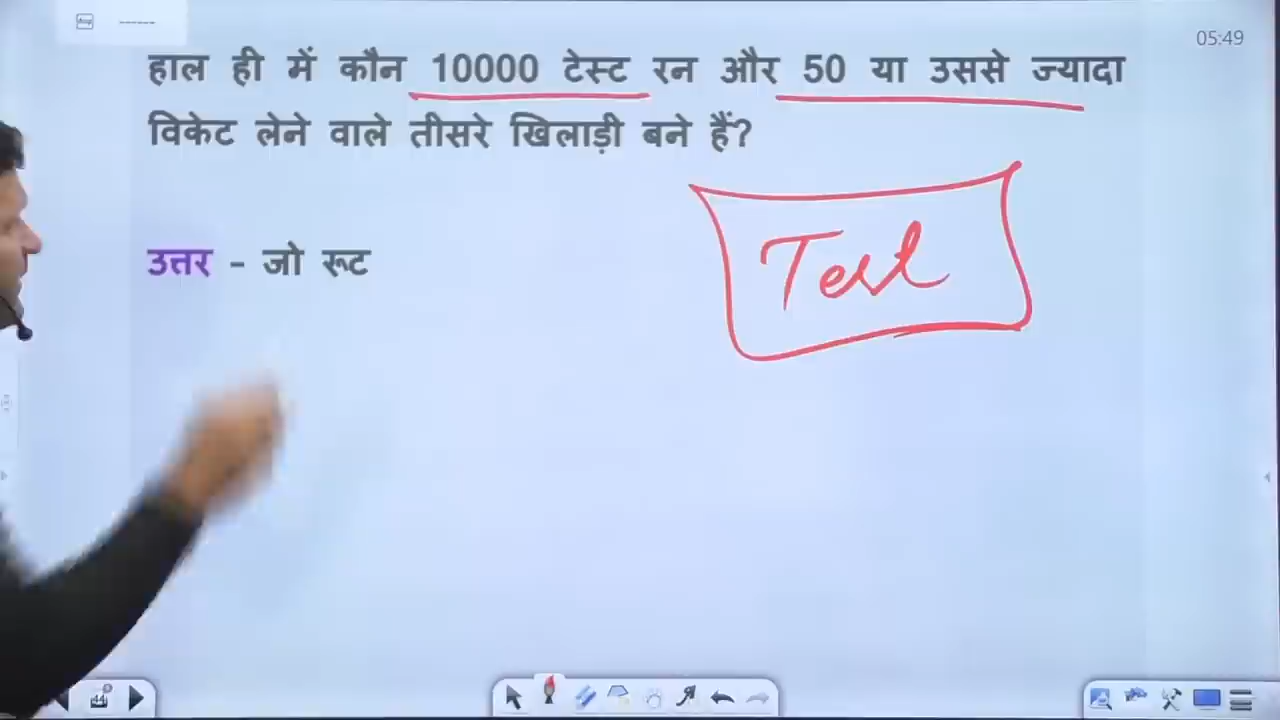 05:49
हाल ही में कौन 10000 टेस्ट रन और 50 या उससे ज्यादा
विकेट लेने वाले तीसरे खिलाड़ी बने हैं?
उत्तर - जो रूट
Test